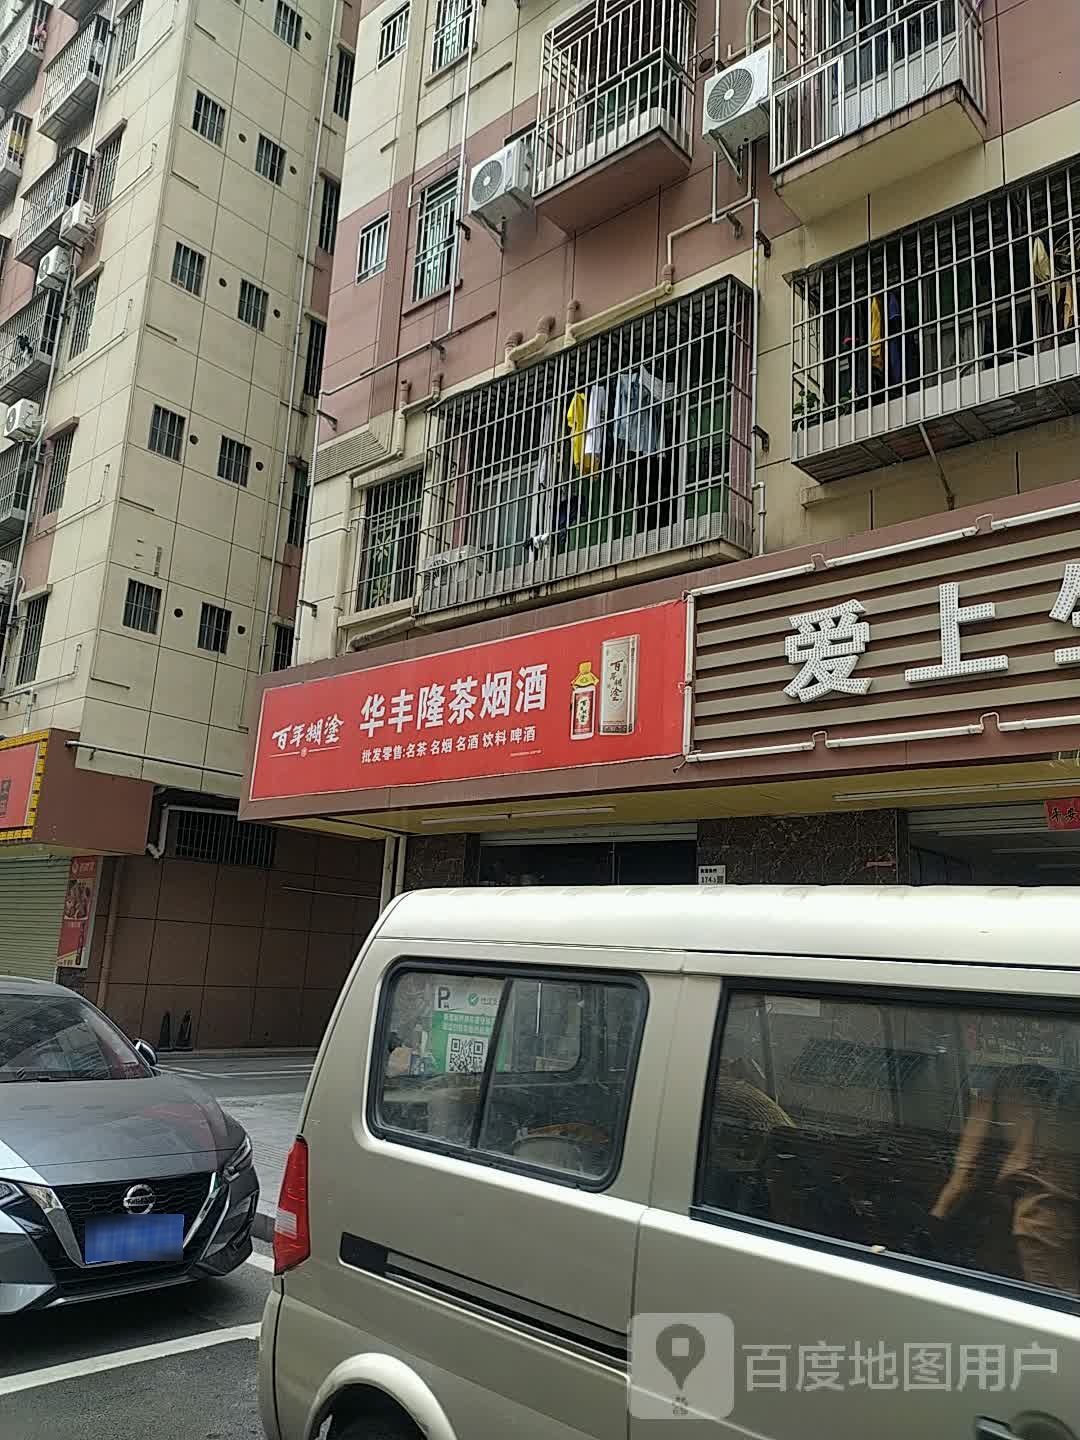 爱上
百年糊塗
华丰隆茶烟酒
批发零售:名茶 名烟 名酒 饮料 啤酒
百年糊塗
P
百度地图用户